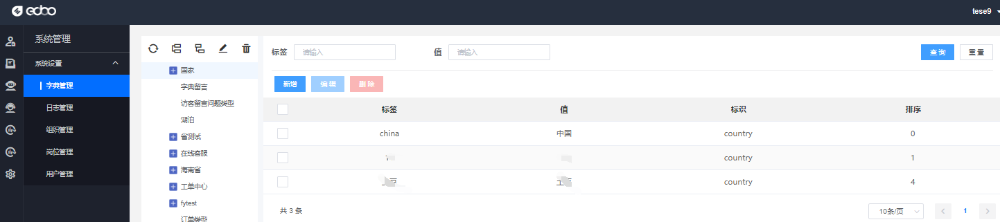 GCbO
tese9
系统管理
系统设置
字典管理
日志管理
组织管理
岗位管理
用户管理
国家
字典留言
访客留言问题类型
湖泊
省测试
在线客服
海南省
工单中心
fytest
订单类型
标签 请输入 值 请输入 查询 重置
新增 编辑 删除
标签 值 标识 排序
china 中国 country 0
country 1
country 4
共 3 条 10条/页 1